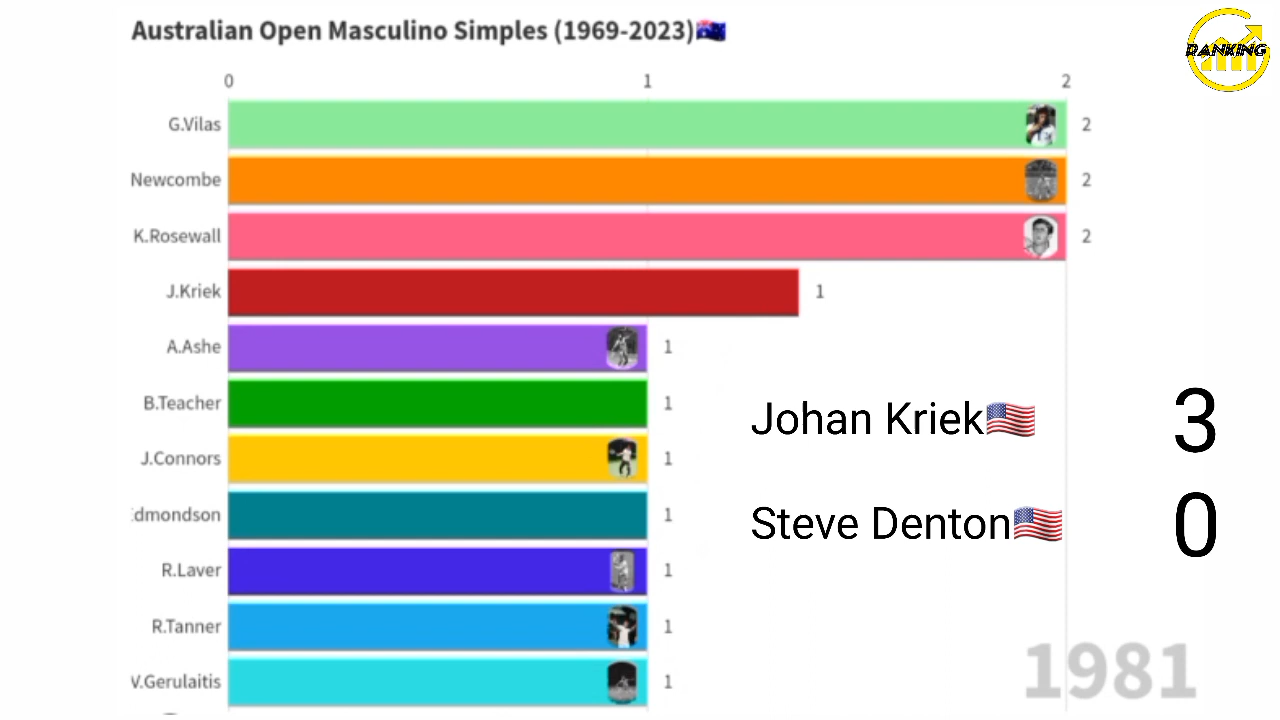 Australian Open Masculino Simples (1969-2023)🇦🇺
RANKING
0 1 2
G.Vilas 2
Newcombe 2
K.Rosewall 2
J.Kriek 1
A.Ashe 1
B.Teacher 1
J.Connors 1
dmondson 1
R.Laver 1
R.Tanner 1
V.Gerulaitis 1
Johan Kriek🇺🇸 3
Steve Denton🇺🇸 0
1981